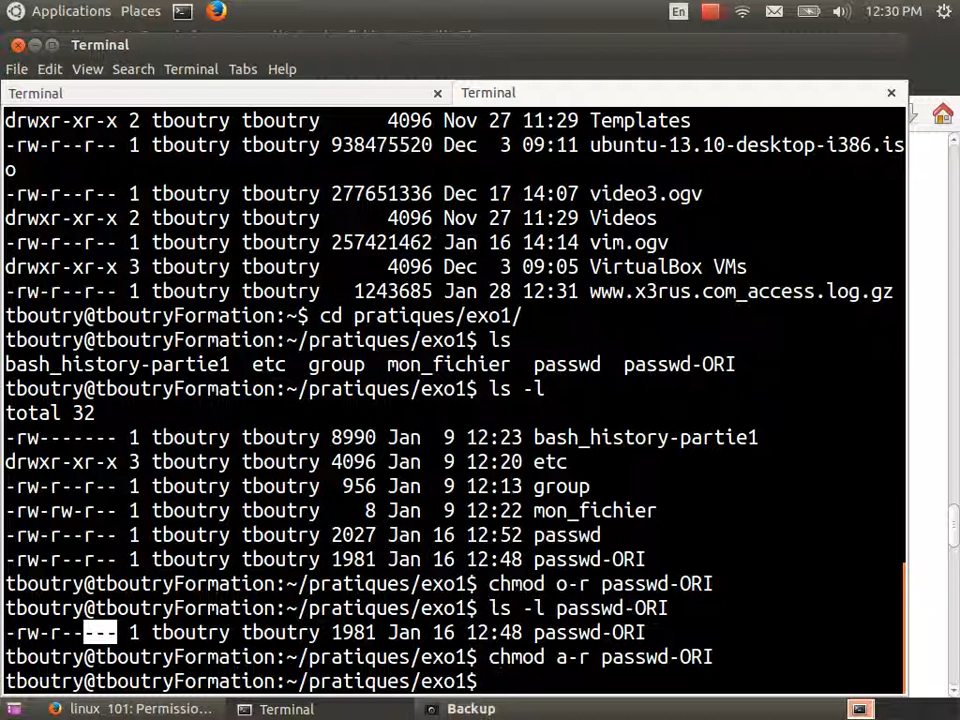 Applications Places En 12:30 PM
Terminal
File Edit View Search Terminal Tabs Help
Terminal Terminal
drwxr-xr-x 2 tboutry tboutry      4096 Nov 27 11:29 Templates
-rw-r--r-- 1 tboutry tboutry 938475520 Dec  3 09:11 ubuntu-13.10-desktop-i386.is
o
-rw-r--r-- 1 tboutry tboutry 277651336 Dec 17 14:07 video3.ogv
drwxr-xr-x 2 tboutry tboutry      4096 Nov 27 11:29 Videos
-rw-r--r-- 1 tboutry tboutry 257421462 Jan 16 14:14 vim.ogv
drwxr-xr-x 3 tboutry tboutry      4096 Dec  3 09:05 VirtualBox VMs
-rw-r--r-- 1 tboutry tboutry   1243685 Jan 28 12:31 www.x3rus.com_access.log.gz
tboutry@tboutryFormation:~$ cd pratiques/exo1/
tboutry@tboutryFormation:~/pratiques/exo1$ ls
bash_history-partie1  etc  group  mon_fichier  passwd  passwd-ORI
tboutry@tboutryFormation:~/pratiques/exo1$ ls -l
total 32
-rw------- 1 tboutry tboutry 8990 Jan  9 12:23 bash_history-partie1
drwxr-xr-x 3 tboutry tboutry 4096 Jan  9 12:20 etc
-rw-r--r-- 1 tboutry tboutry  956 Jan  9 12:13 group
-rw-rw-r-- 1 tboutry tboutry    8 Jan  9 12:22 mon_fichier
-rw-r--r-- 1 tboutry tboutry 2027 Jan 16 12:52 passwd
-rw-r--r-- 1 tboutry tboutry 1981 Jan 16 12:48 passwd-ORI
tboutry@tboutryFormation:~/pratiques/exo1$ chmod o-r passwd-ORI
tboutry@tboutryFormation:~/pratiques/exo1$ ls -l passwd-ORI
-rw-r----- 1 tboutry tboutry 1981 Jan 16 12:48 passwd-ORI
tboutry@tboutryFormation:~/pratiques/exo1$ chmod a-r passwd-ORI
tboutry@tboutryFormation:~/pratiques/exo1$
linux_101: Permissio... Terminal Backup